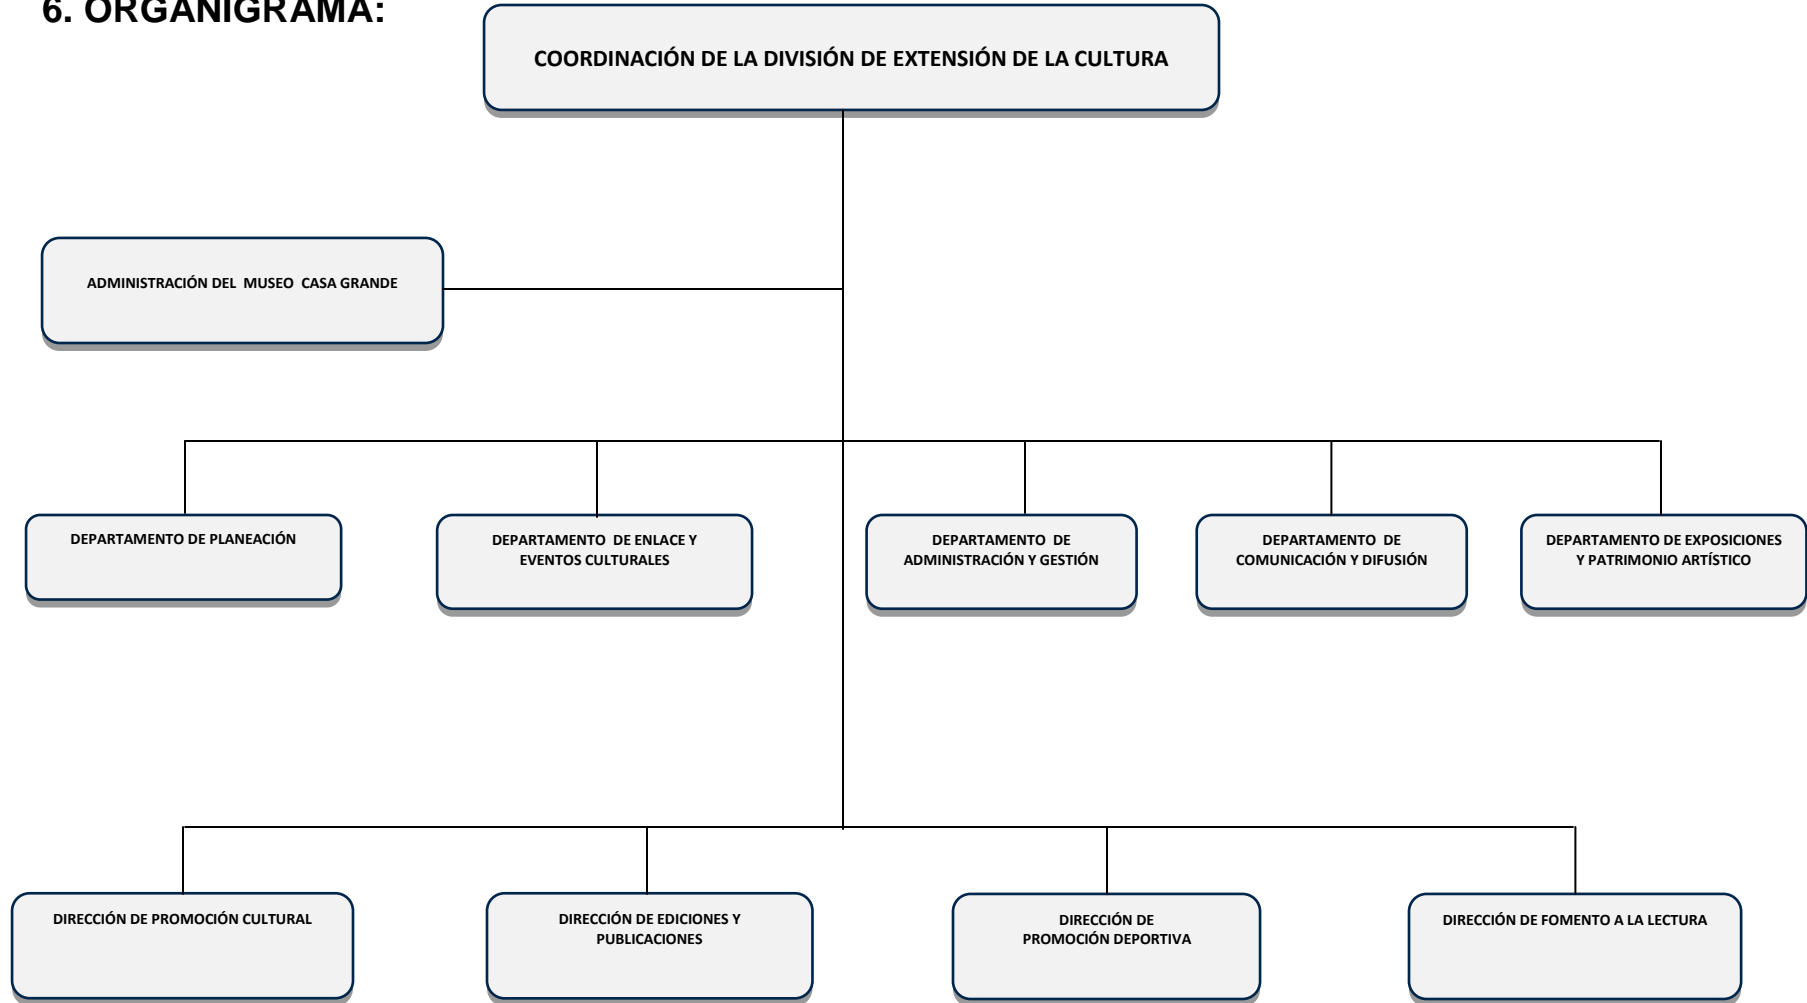 6. ORGANIGRAMA:
COORDINACIÓN DE LA DIVISIÓN DE EXTENSIÓN DE LA CULTURA
ADMINISTRACIÓN DEL MUSEO CASA GRANDE
DEPARTAMENTO DE PLANEACIÓN
DEPARTAMENTO DE ENLACE Y
EVENTOS CULTURALES
DEPARTAMENTO DE
ADMINISTRACIÓN Y GESTIÓN
DEPARTAMENTO DE
COMUNICACIÓN Y DIFUSIÓN
DEPARTAMENTO DE EXPOSICIONES
Y PATRIMONIO ARTÍSTICO
DIRECCIÓN DE PROMOCIÓN CULTURAL
DIRECCIÓN DE EDICIONES Y
PUBLICACIONES
DIRECCIÓN DE
PROMOCIÓN DEPORTIVA
DIRECCIÓN DE FOMENTO A LA LECTURA